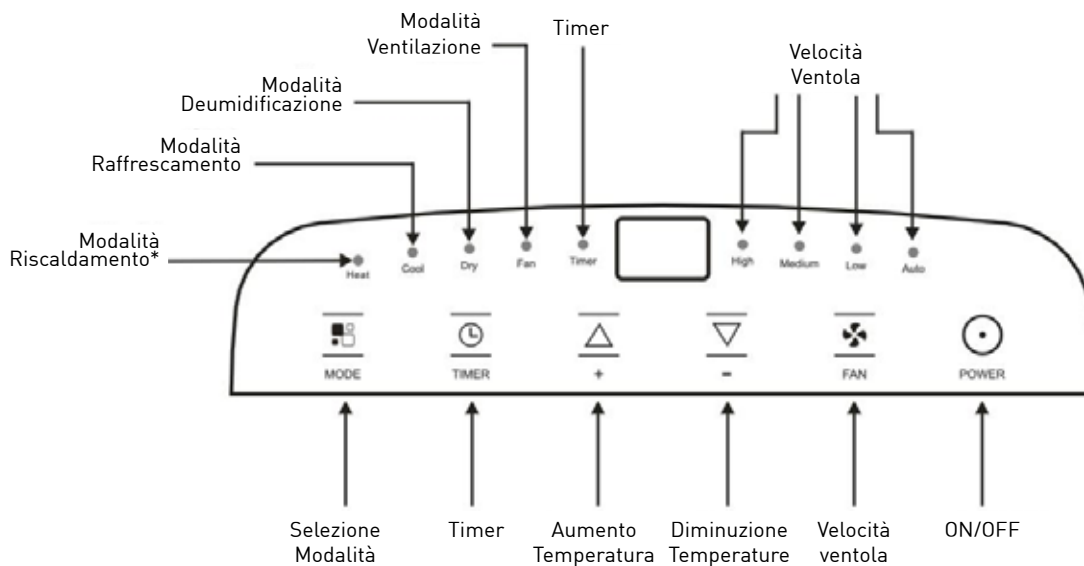 Modalità
Ventilazione
Timer
Velocità
Ventola
Modalità
Deumidificazione
Modalità
Raffrescamento
Modalità
Riscaldamento*
Heat
Cool
Dry
Fan
Timer
High
Medium
Low
Auto
MODE
TIMER
+
-
FAN
POWER
Selezione
Modalità
Timer
Aumento
Temperatura
Diminuzione
Temperature
Velocità
ventola
ON/OFF